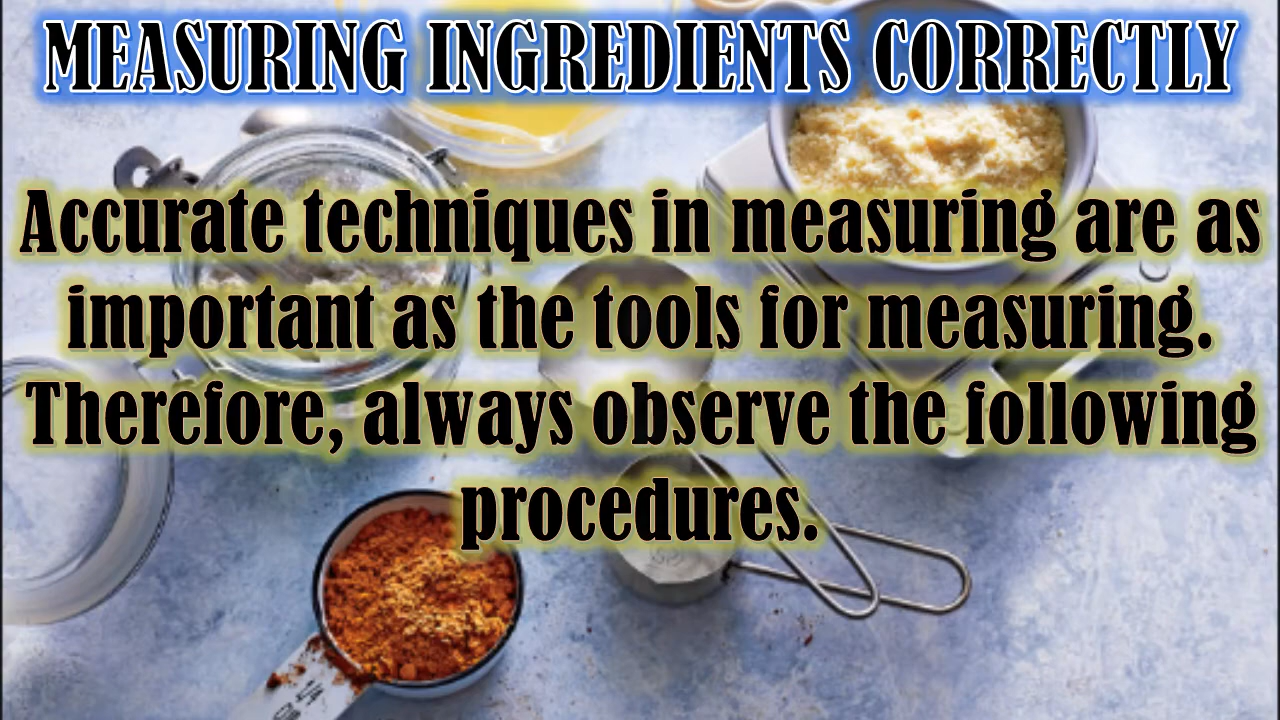 MEASURING INGREDIENTS CORRECTLY
Accurate techniques in measuring are as
important as the tools for measuring.
Therefore, always observe the following
procedures.